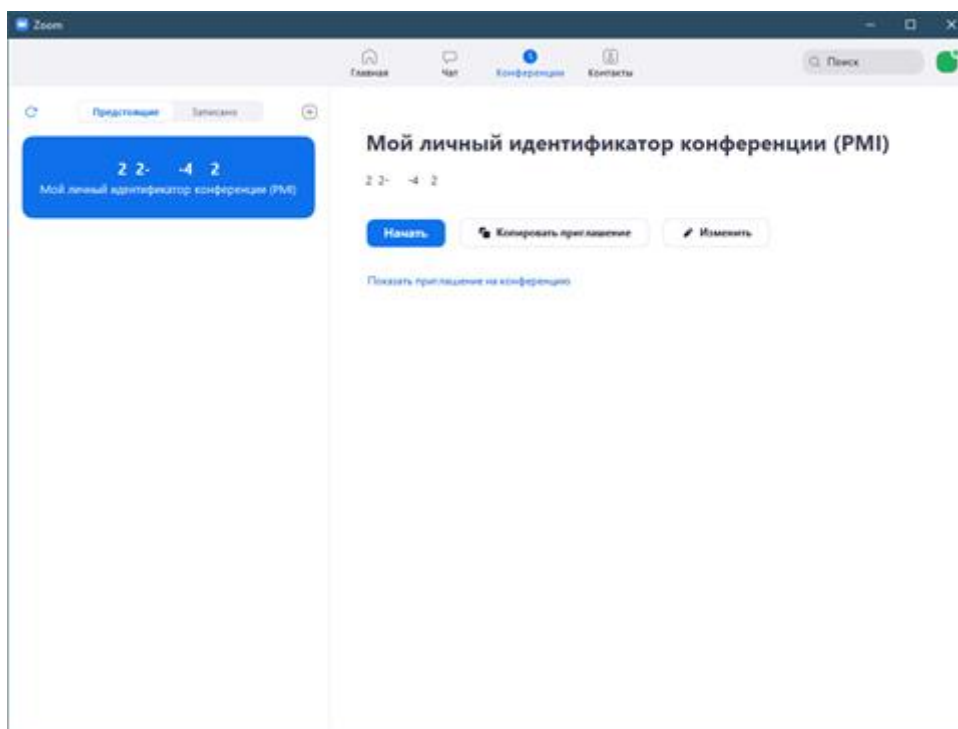 Zoom
Главная
Чат
Конференции
Контакты
Поиск
Предстоящие
Записано
2 2- -4 2
Мой личный идентификатор конференции (PMI)
Мой личный идентификатор конференции (PMI)
2 2- -4 2
Начать
Копировать приглашение
Изменить
Показать приглашение на конференцию